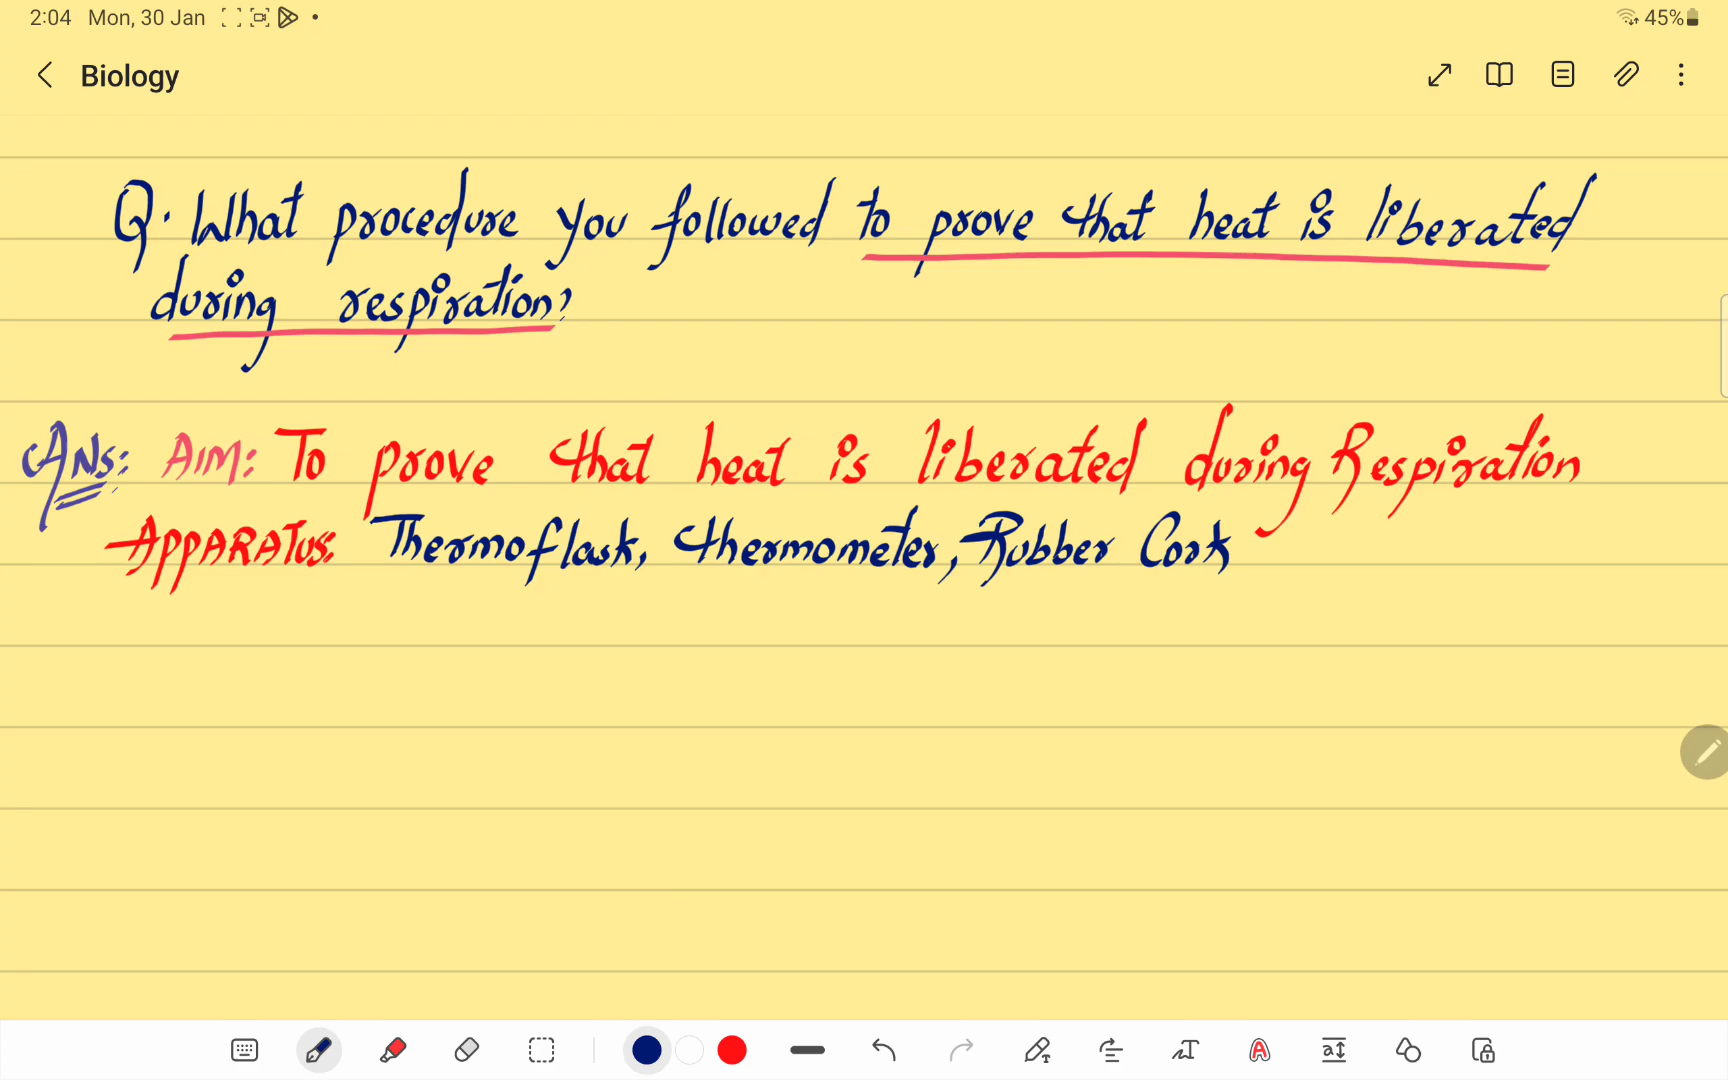 2:04 Mon, 30 Jan 45%
Biology
Q. What procedure you followed to prove that heat is liberated
during respiration?
Ans: Aim: To prove that heat is liberated during Respiration
APPARATUS: Thermoflask, thermometer, Rubber Cork